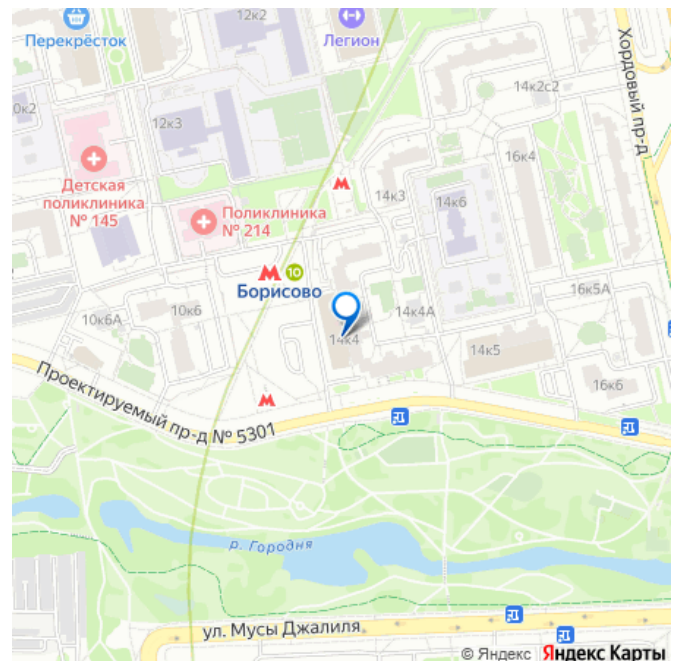 12к2
Перекрёсток
Легион
Хордовый пр-д
14к2с2
0к2
12к3
16к4
Детская
поликлиника
№ 145
14к3
14к6
Поликлиника
№ 214
10
Борисово
16к5А
10к6А
10к6
14к4А
14к4
14к5
16к6
Проектируемый пр-д № 5301
р. Городня
ул. Мусы Джалиля
© Яндекс Яндекс Карты